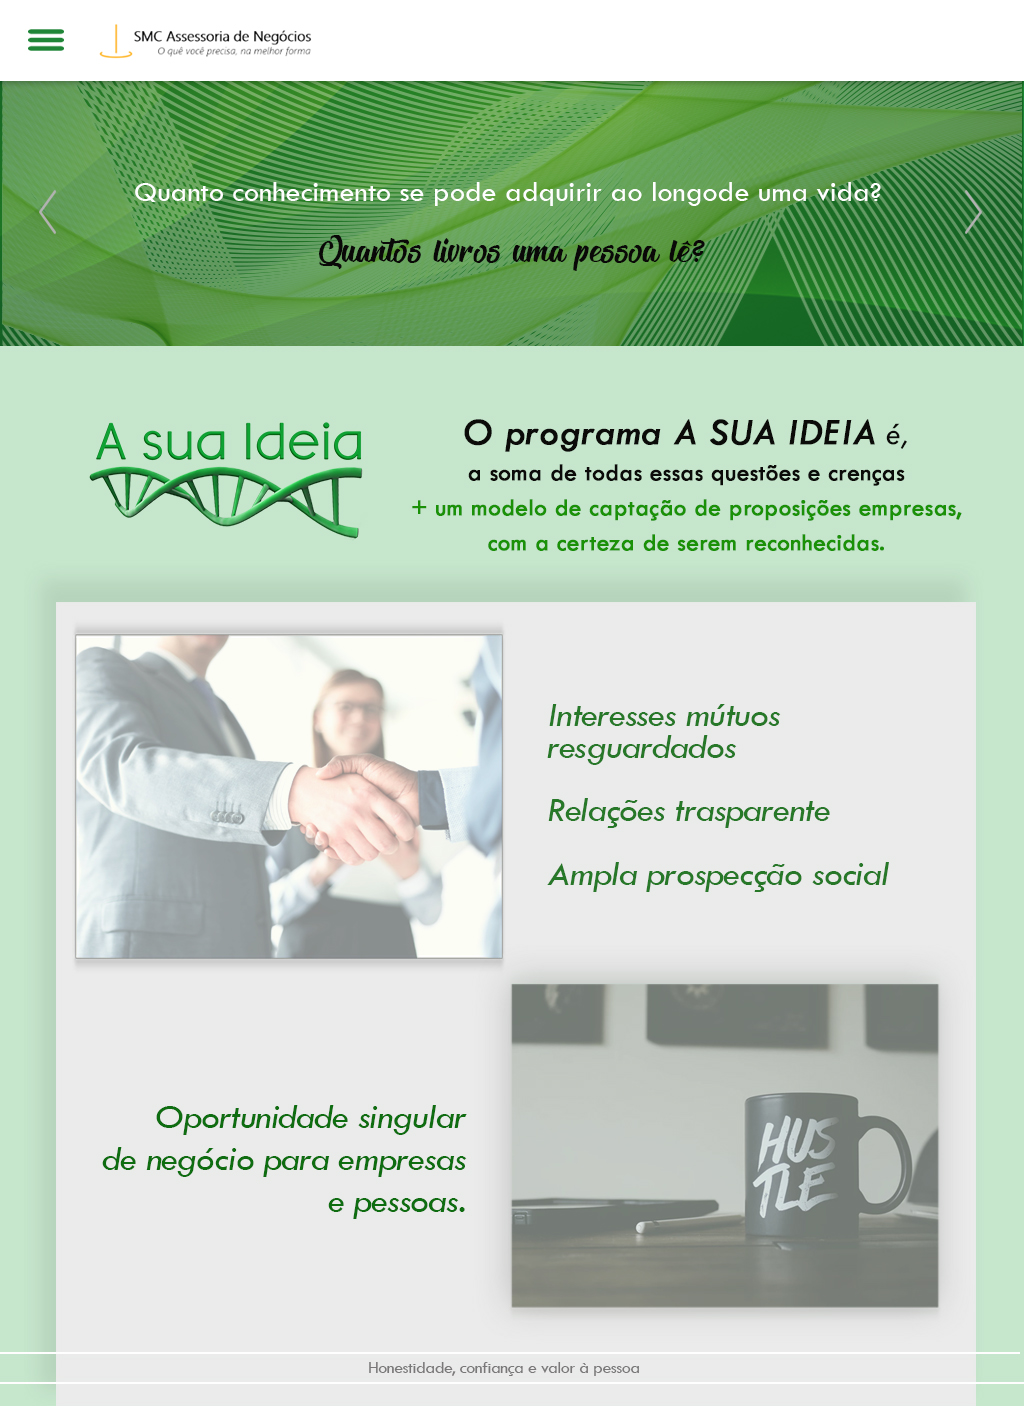 SMC Assessoria de Negócios
O quê você precisa, na melhor forma
Quanto conhecimento se pode adquirir ao longode uma vida?
Quantos livros uma pessoa lê?
A sua Ideia
O programa A SUA IDEIA é,
a soma de todas essas questões e crenças
+ um modelo de captação de proposições empresas,
com a certeza de serem reconhecidas.
Interesses mútuos
resguardados
Relações trasparente
Ampla prospecção social
Oportunidade singular
de negócio para empresas
e pessoas.
HUS
TLE
Honestidade, confiança e valor à pessoa